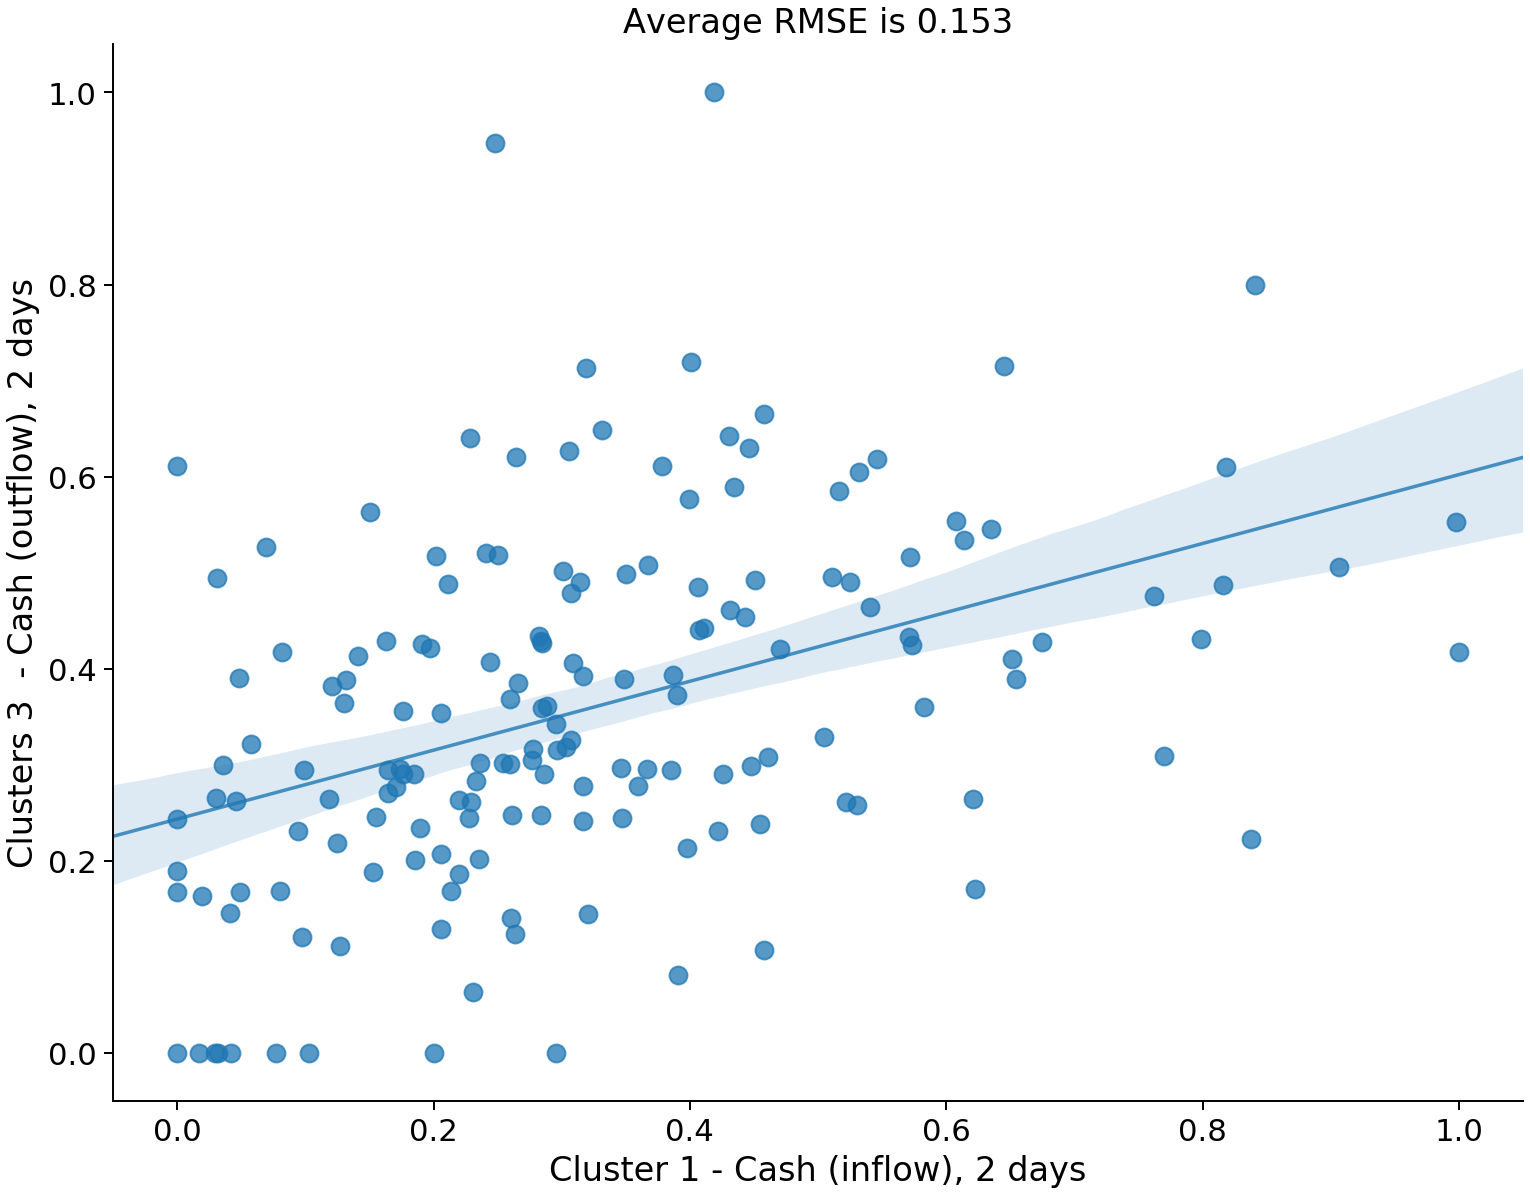 Average RMSE is 0.153
Clusters 3  - Cash (outflow), 2 days
1.0
0.8
0.6
0.4
0.2
0.0
0.0 0.2 0.4 0.6 0.8 1.0
Cluster 1 - Cash (inflow), 2 days